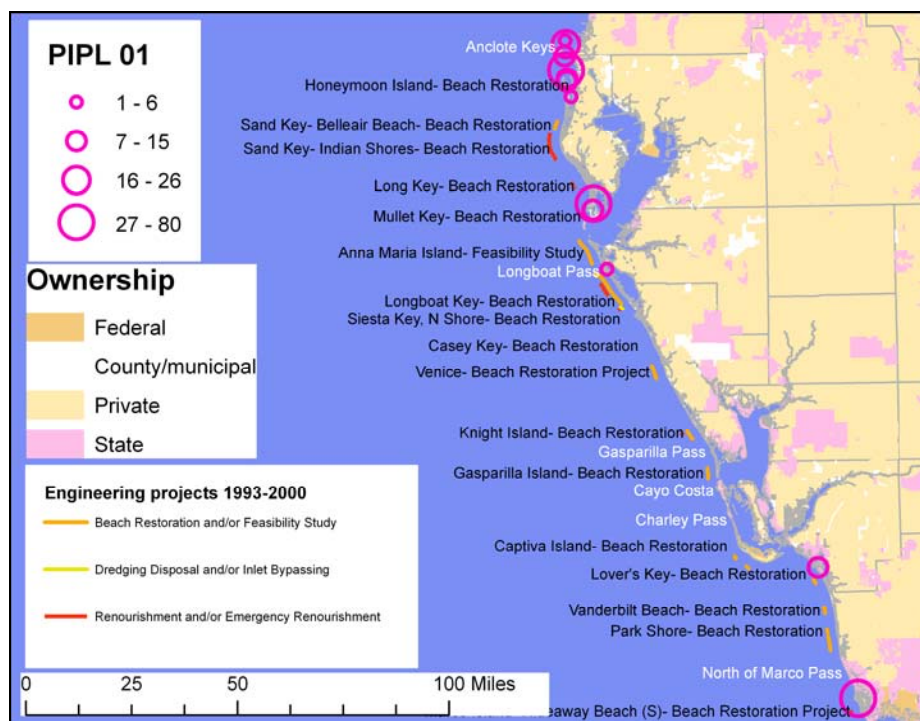 PIPL 01
1 - 6
7 - 15
16 - 26
27 - 80
Ownership
Federal
County/municipal
Private
State
Engineering projects 1993-2000
Beach Restoration and/or Feasibility Study
Dredging Disposal and/or Inlet Bypassing
Renourishment and/or Emergency Renourishment
0 25 50 100 Miles
Anclote Keys
Honeymoon Island- Beach Restoration
Sand Key- Belleair Beach- Beach Restoration
Sand Key- Indian Shores- Beach Restoration
Long Key- Beach Restoration
Mullet Key- Beach Restoration
Anna Maria Island- Feasibility Study
Longboat Pass
Longboat Key- Beach Restoration
Siesta Key, N Shore- Beach Restoration
Casey Key- Beach Restoration
Venice- Beach Restoration Project
Knight Island- Beach Restoration
Gasparilla Pass
Gasparilla Island- Beach Restoration
Cayo Costa
Charley Pass
Captiva Island- Beach Restoration
Lover's Key- Beach Restoration
Vanderbilt Beach- Beach Restoration
Park Shore- Beach Restoration
North of Marco Pass
Beach (S)- Beach Restoration Project